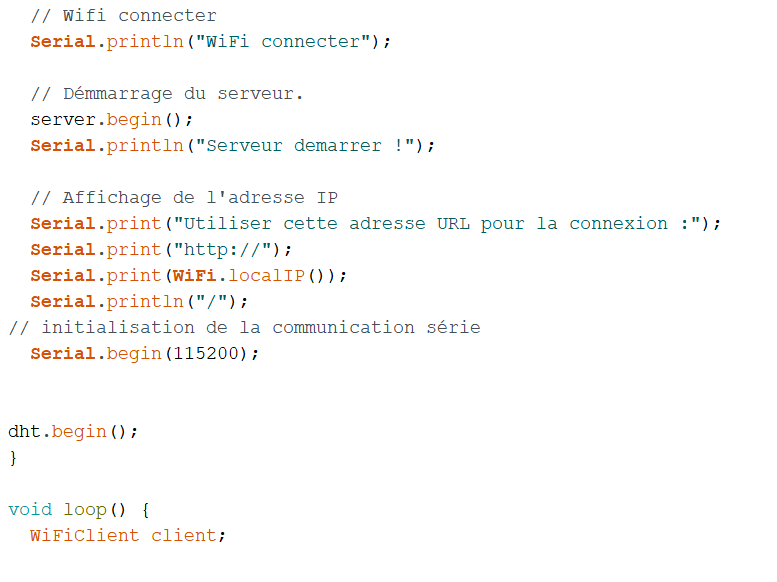 // Wifi connecter
Serial.println("WiFi connecter");
// Démmarrage du serveur.
server.begin();
Serial.println("Serveur demarrer !");
// Affichage de l'adresse IP
Serial.print("Utiliser cette adresse URL pour la connexion :");
Serial.print("http://");
Serial.print(WiFi.localIP());
Serial.println("/");
// initialisation de la communication série
Serial.begin(115200);
dht.begin();
}
void loop() {
WiFiClient client;